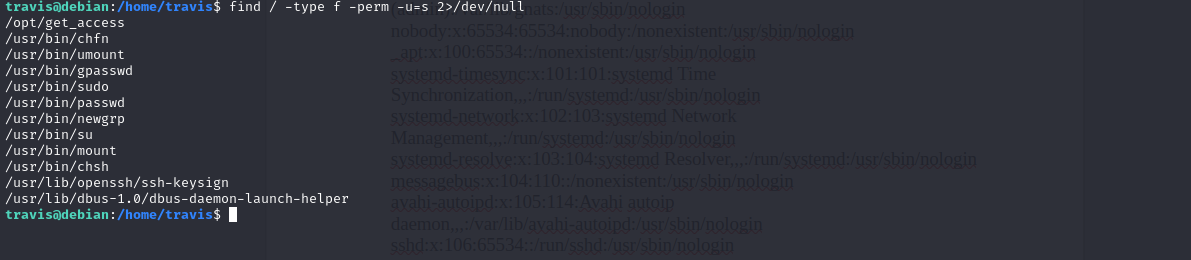 travis@debian:/home/travis$ find / -type f -perm -u=s 2>/dev/null
/opt/get_access
/usr/bin/chfn
/usr/bin/umount
/usr/bin/gpasswd
/usr/bin/sudo
/usr/bin/passwd
/usr/bin/newgrp
/usr/bin/su
/usr/bin/mount
/usr/bin/chsh
/usr/lib/openssh/ssh-keysign
/usr/lib/dbus-1.0/dbus-daemon-launch-helper
travis@debian:/home/travis$
gnats:/usr/sbin/nologin
nobody:x:65534:65534:nobody:/nonexistent:/usr/sbin/nologin
_apt:x:100:65534::/nonexistent:/usr/sbin/nologin
systemd-timesync:x:101:101:systemd Time
Synchronization,,,:/run/systemd:/usr/sbin/nologin
systemd-network:x:102:103:systemd Network
Management,,,:/run/systemd:/usr/sbin/nologin
systemd-resolve:x:103:104:systemd Resolver,,,:/run/systemd:/usr/sbin/nologin
messagebus:x:104:110::/nonexistent:/usr/sbin/nologin
avahi-autoipd:x:105:114:Avahi autoip
daemon,,,:/var/lib/avahi-autoipd:/usr/sbin/nologin
sshd:x:106:65534::/run/sshd:/usr/sbin/nologin